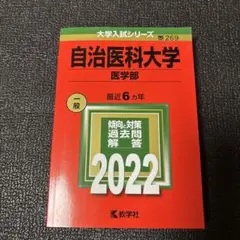 大学入試シリーズ
269
自治医科大学
医学部
最近6ヵ年
一般
傾向と対策
過去問
解答
2022
教学社